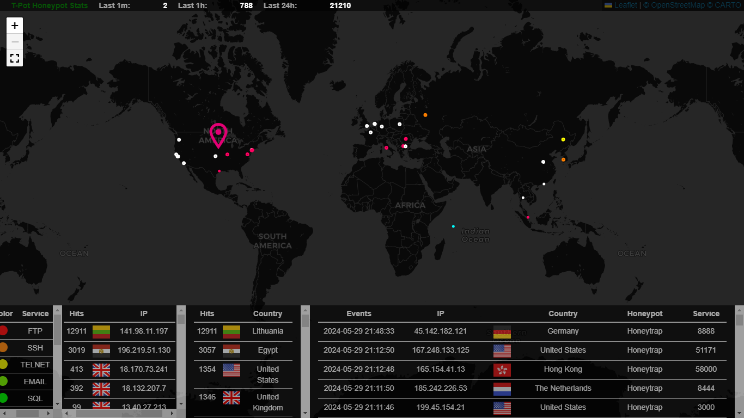 T-Pot Honeypot Stats Last 1m: 2 Last 1h: 788 Last 24h: 21210
Leaflet | © OpenStreetMap © CARTO
+
−
NORTH
AMERICA
ASIA
AFRICA
SOUTH
AMERICA
Indian
Ocean
OCEAN
OCEAN
olor Service
FTP
SSH
TELNET
EMAIL
SQL
Hits IP
12911 141.98.11.197
3019 196.219.51.130
413 18.170.73.241
392 18.132.207.7
99 13.40.27.213
Hits Country
12911 Lithuania
3057 Egypt
1354 United
States
1346 United
Kingdom
Events IP Country Honeypot Service
2024-05-29 21:48:33 45.142.182.121 Germany Honeytrap 8888
2024-05-29 21:12:50 167.248.133.125 United States Honeytrap 51171
2024-05-29 21:12:48 165.154.41.13 Hong Kong Honeytrap 58000
2024-05-29 21:11:50 185.242.226.53 The Netherlands Honeytrap 8444
2024-05-29 21:11:46 199.45.154.21 United States Honeytrap 3000